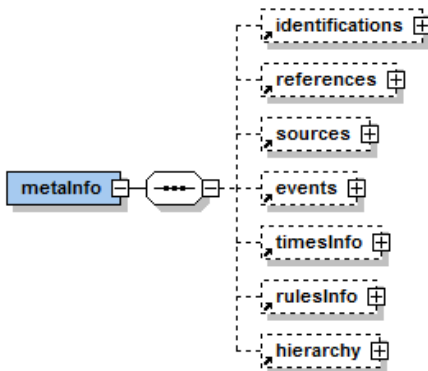 identifications
references
sources
metaInfo
events
timesInfo
rulesInfo
hierarchy